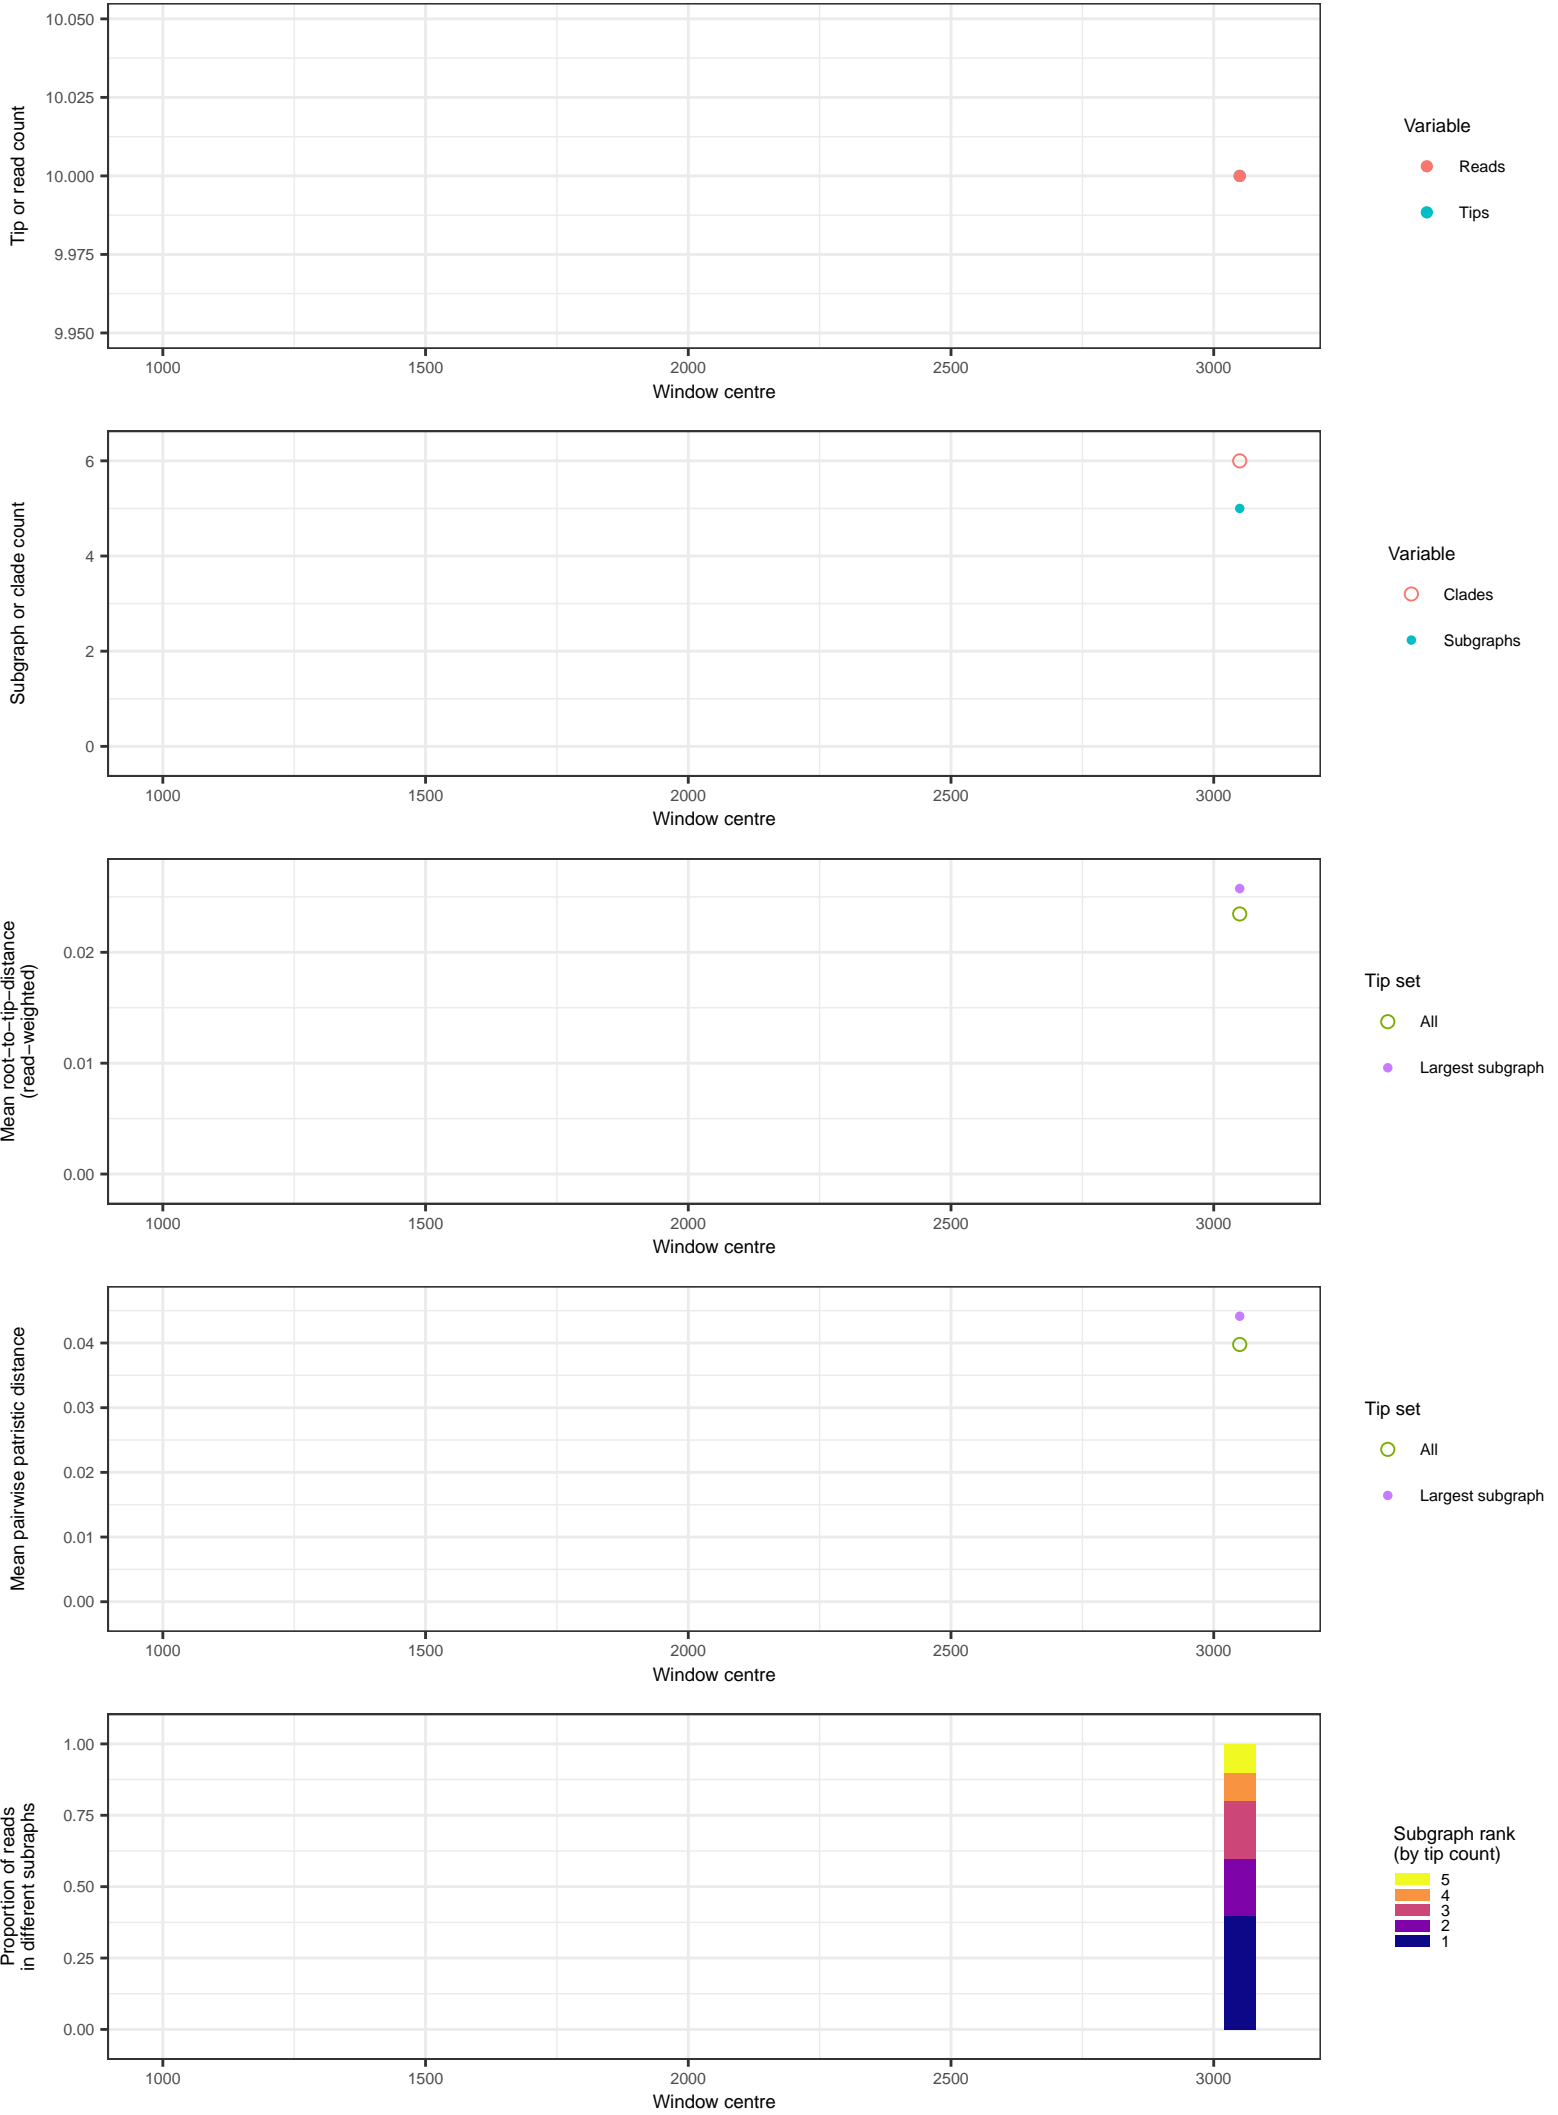 10.050
10.025
10.000
9.975
9.950
Tip or read count
1000 1500 2000 2500 3000
Window centre
Variable
Reads
Tips
6
4
2
0
Subgraph or clade count
1000 1500 2000 2500 3000
Window centre
Variable
Clades
Subgraphs
0.02
0.01
0.00
Mean root−to−tip−distance
(read−weighted)
1000 1500 2000 2500 3000
Window centre
Tip set
All
Largest subgraph
0.04
0.03
0.02
0.01
0.00
Mean pairwise patristic distance
1000 1500 2000 2500 3000
Window centre
Tip set
All
Largest subgraph
1.00
0.75
0.50
0.25
0.00
Proportion of reads
in different subraphs
1000 1500 2000 2500 3000
Window centre
Subgraph rank
(by tip count)
5
4
3
2
1